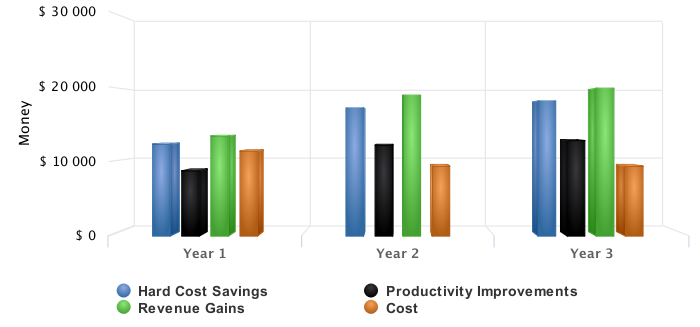 $ 30 000
$ 20 000
Money
$ 10 000
$ 0
Year 1 Year 2 Year 3
Hard Cost Savings Productivity Improvements
Revenue Gains Cost